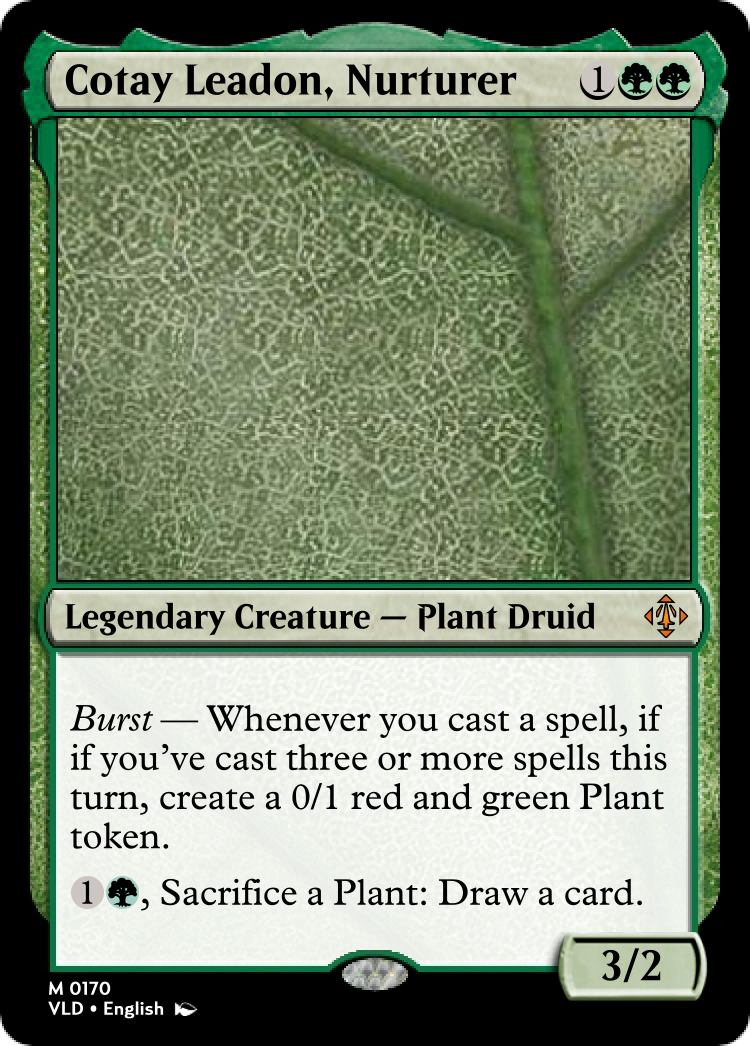 Cotay Leadon, Nurturer 1
Legendary Creature — Plant Druid
Burst — Whenever you cast a spell, if
if you've cast three or more spells this
turn, create a 0/1 red and green Plant
token.
1, Sacrifice a Plant: Draw a card.
3/2
M 0170
VLD • English